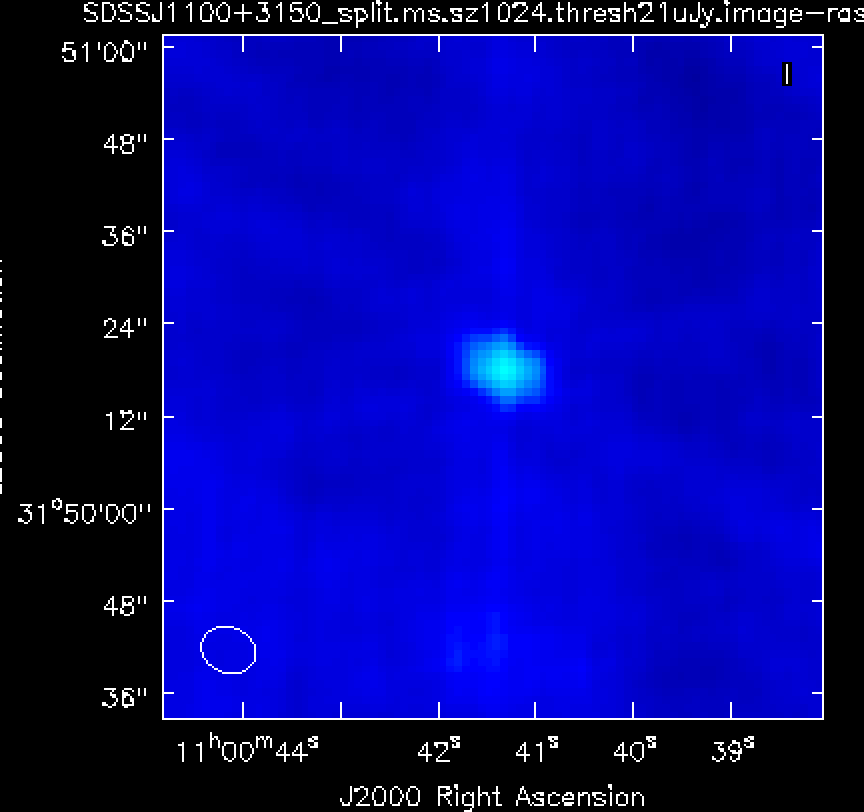 SDSSJ1100+3150_split.ms.sz1024.thresh21uJy.image-ras
I
51'00"
48"
36"
24"
12"
31°50'00"
48"
36"
11h00m44s 42s 41s 40s 39s
J2000 Right Ascension